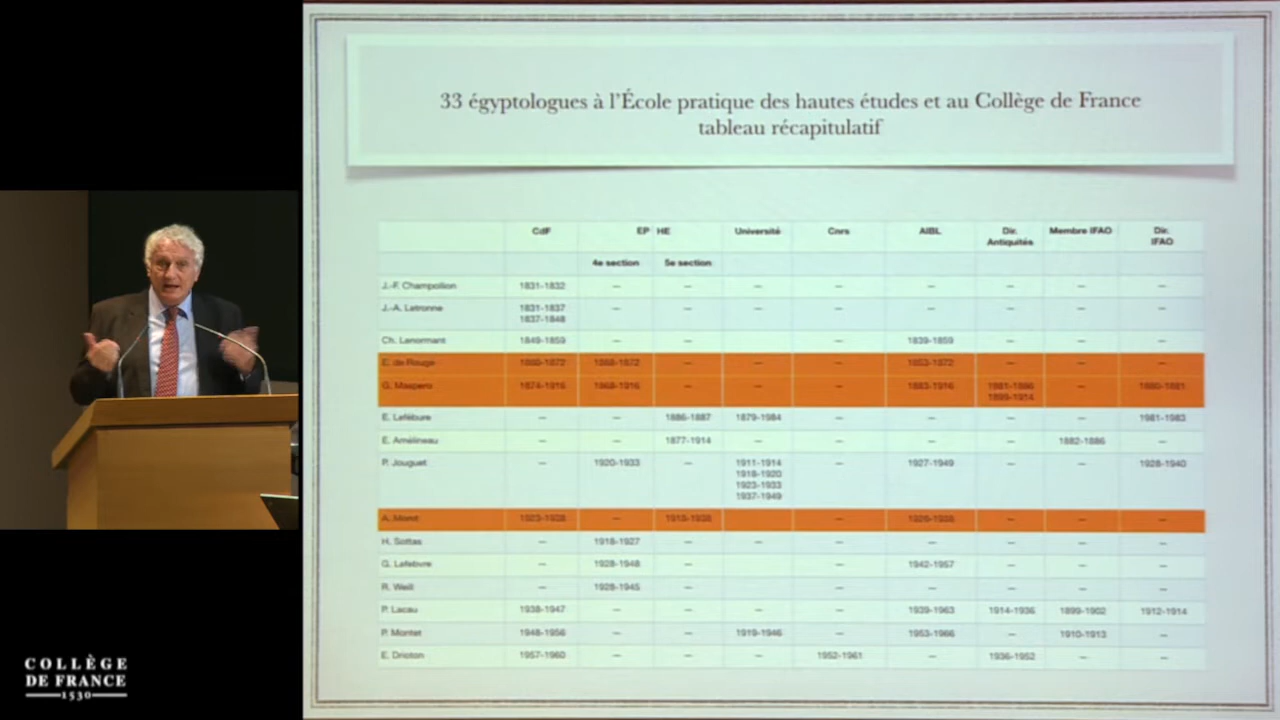 33 égyptologues à l'École pratique des hautes études et au Collège de France
tableau récapitulatif
CdF EP HE Université Cnrs AIBL Dir. Antiquités Membre IFAO Dir. IFAO
4e section 5e section
J.-F. Champollion 1831-1832 – – – – – – – –
J.-A. Letronne 1831-1837 – – – – – – – –
1837-1848
Ch. Lenormant 1849-1859 – – – – 1839-1859 – – –
E. de Rougé 1860-1872 1868-1872 – – – 1853-1872 – – –
G. Maspero 1874-1916 1868-1916 – – – 1883-1916 1881-1886 – 1880-1881
1899-1914
E. Lefébure – – 1886-1887 1879-1984 – – – – 1981-1983
E. Amélineau – – 1877-1914 – – – – 1882-1886 –
P. Jouguet – 1920-1933 – 1911-1914 – 1927-1949 – – 1928-1940
1918-1920
1923-1933
1937-1949
A. Moret 1923-1938 – – 1926-1938 – – –
H. Sottas – 1918-1927 – – – – – – –
G. Lefebvre – 1928-1948 – – – 1942-1957 – – –
R. Weill – 1928-1945 – – – – – – –
P. Lacau 1938-1947 – – – – 1939-1963 1914-1936 1899-1902 1912-1914
P. Montet 1948-1956 – – 1919-1946 – 1953-1966 – 1910-1913 –
E. Drioton 1957-1960 – – – 1952-1961 – 1936-1952 – –
COLLÈGE
DE FRANCE
1530